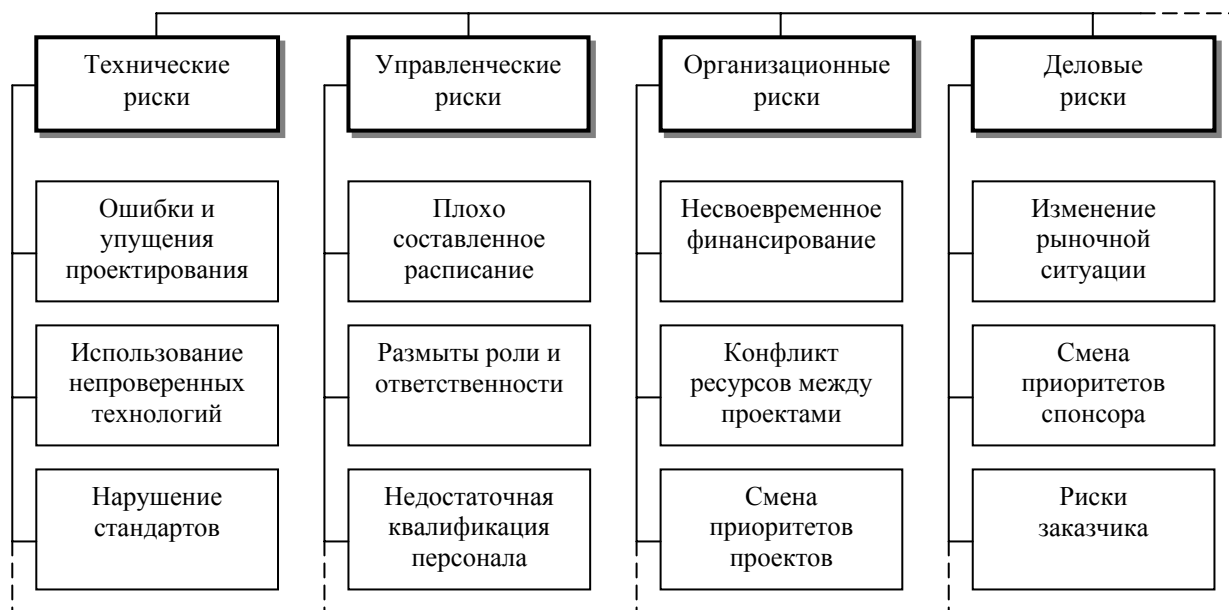 Технические
риски
Управленческие
риски
Организационные
риски
Деловые
риски
Ошибки и
упущения
проектирования
Плохо
составленное
расписание
Несвоевременное
финансирование
Изменение
рыночной
ситуации
Использование
непроверенных
технологий
Размыты роли и
ответственности
Конфликт
ресурсов между
проектами
Смена
приоритетов
спонсора
Нарушение
стандартов
Недостаточная
квалификация
персонала
Смена
приоритетов
проектов
Риски
заказчика